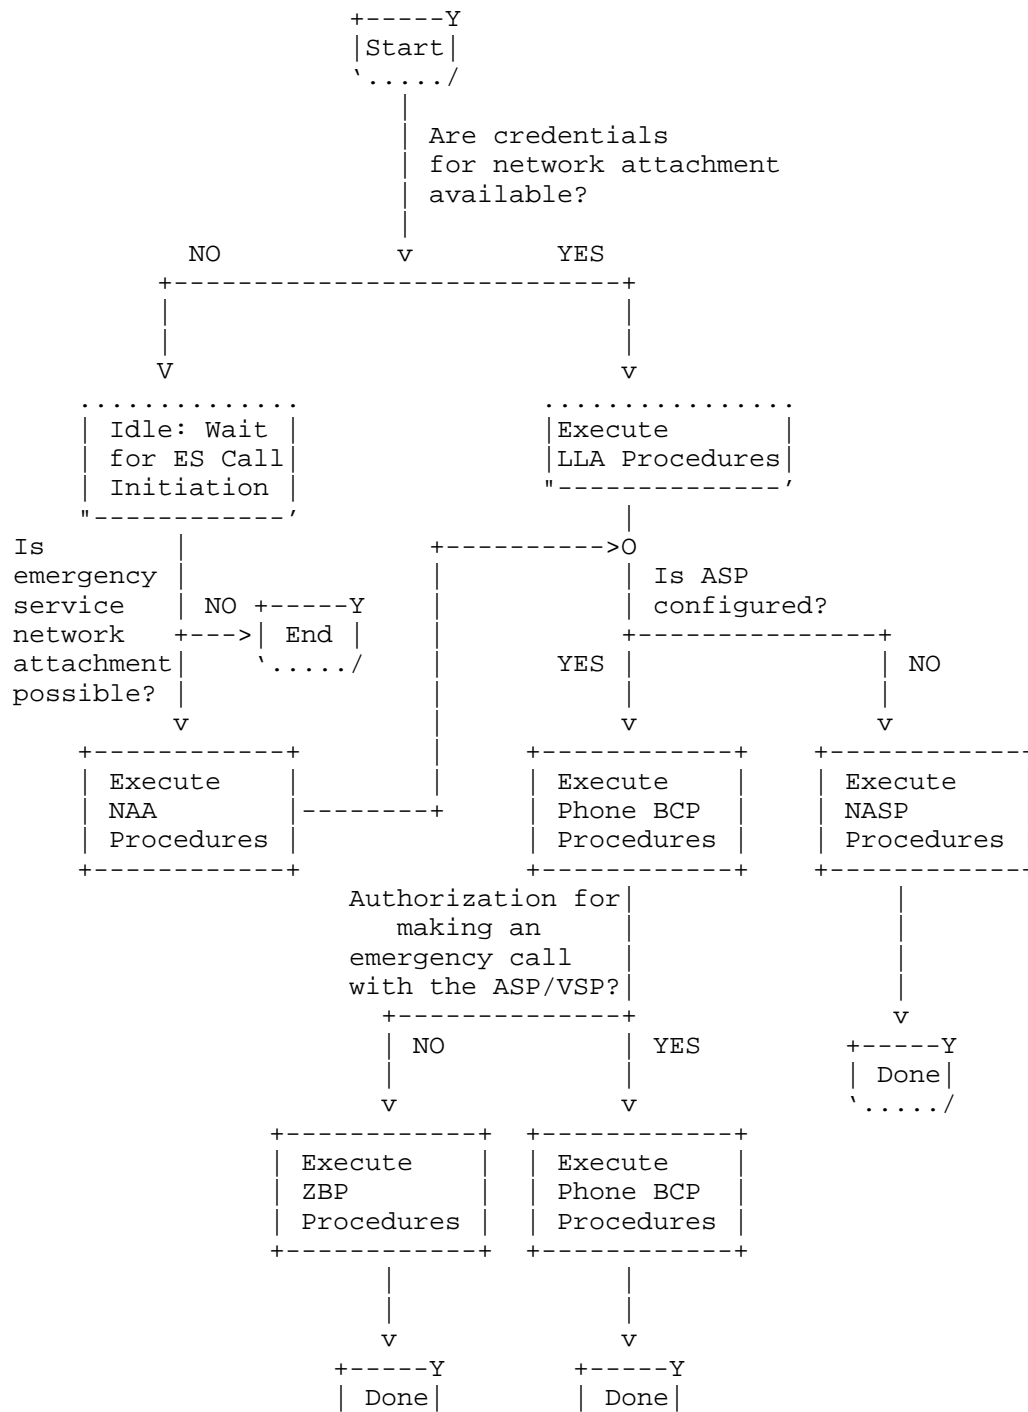 Start
Are credentials
for network attachment
available?
NO v YES
V v
Idle: Wait Execute
for ES Call LLA Procedures
Initiation
Is >O
emergency Is ASP
service NO Y configured?
network > End
attachment YES NO
possible?
v v v
Execute Execute Execute
NAA Phone BCP NASP
Procedures Procedures Procedures
Authorization for
making an
emergency call
with the ASP/VSP?
v
NO YES Y
Done
v v
Execute Execute
ZBP Phone BCP
Procedures Procedures
v v
Y Y
Done Done